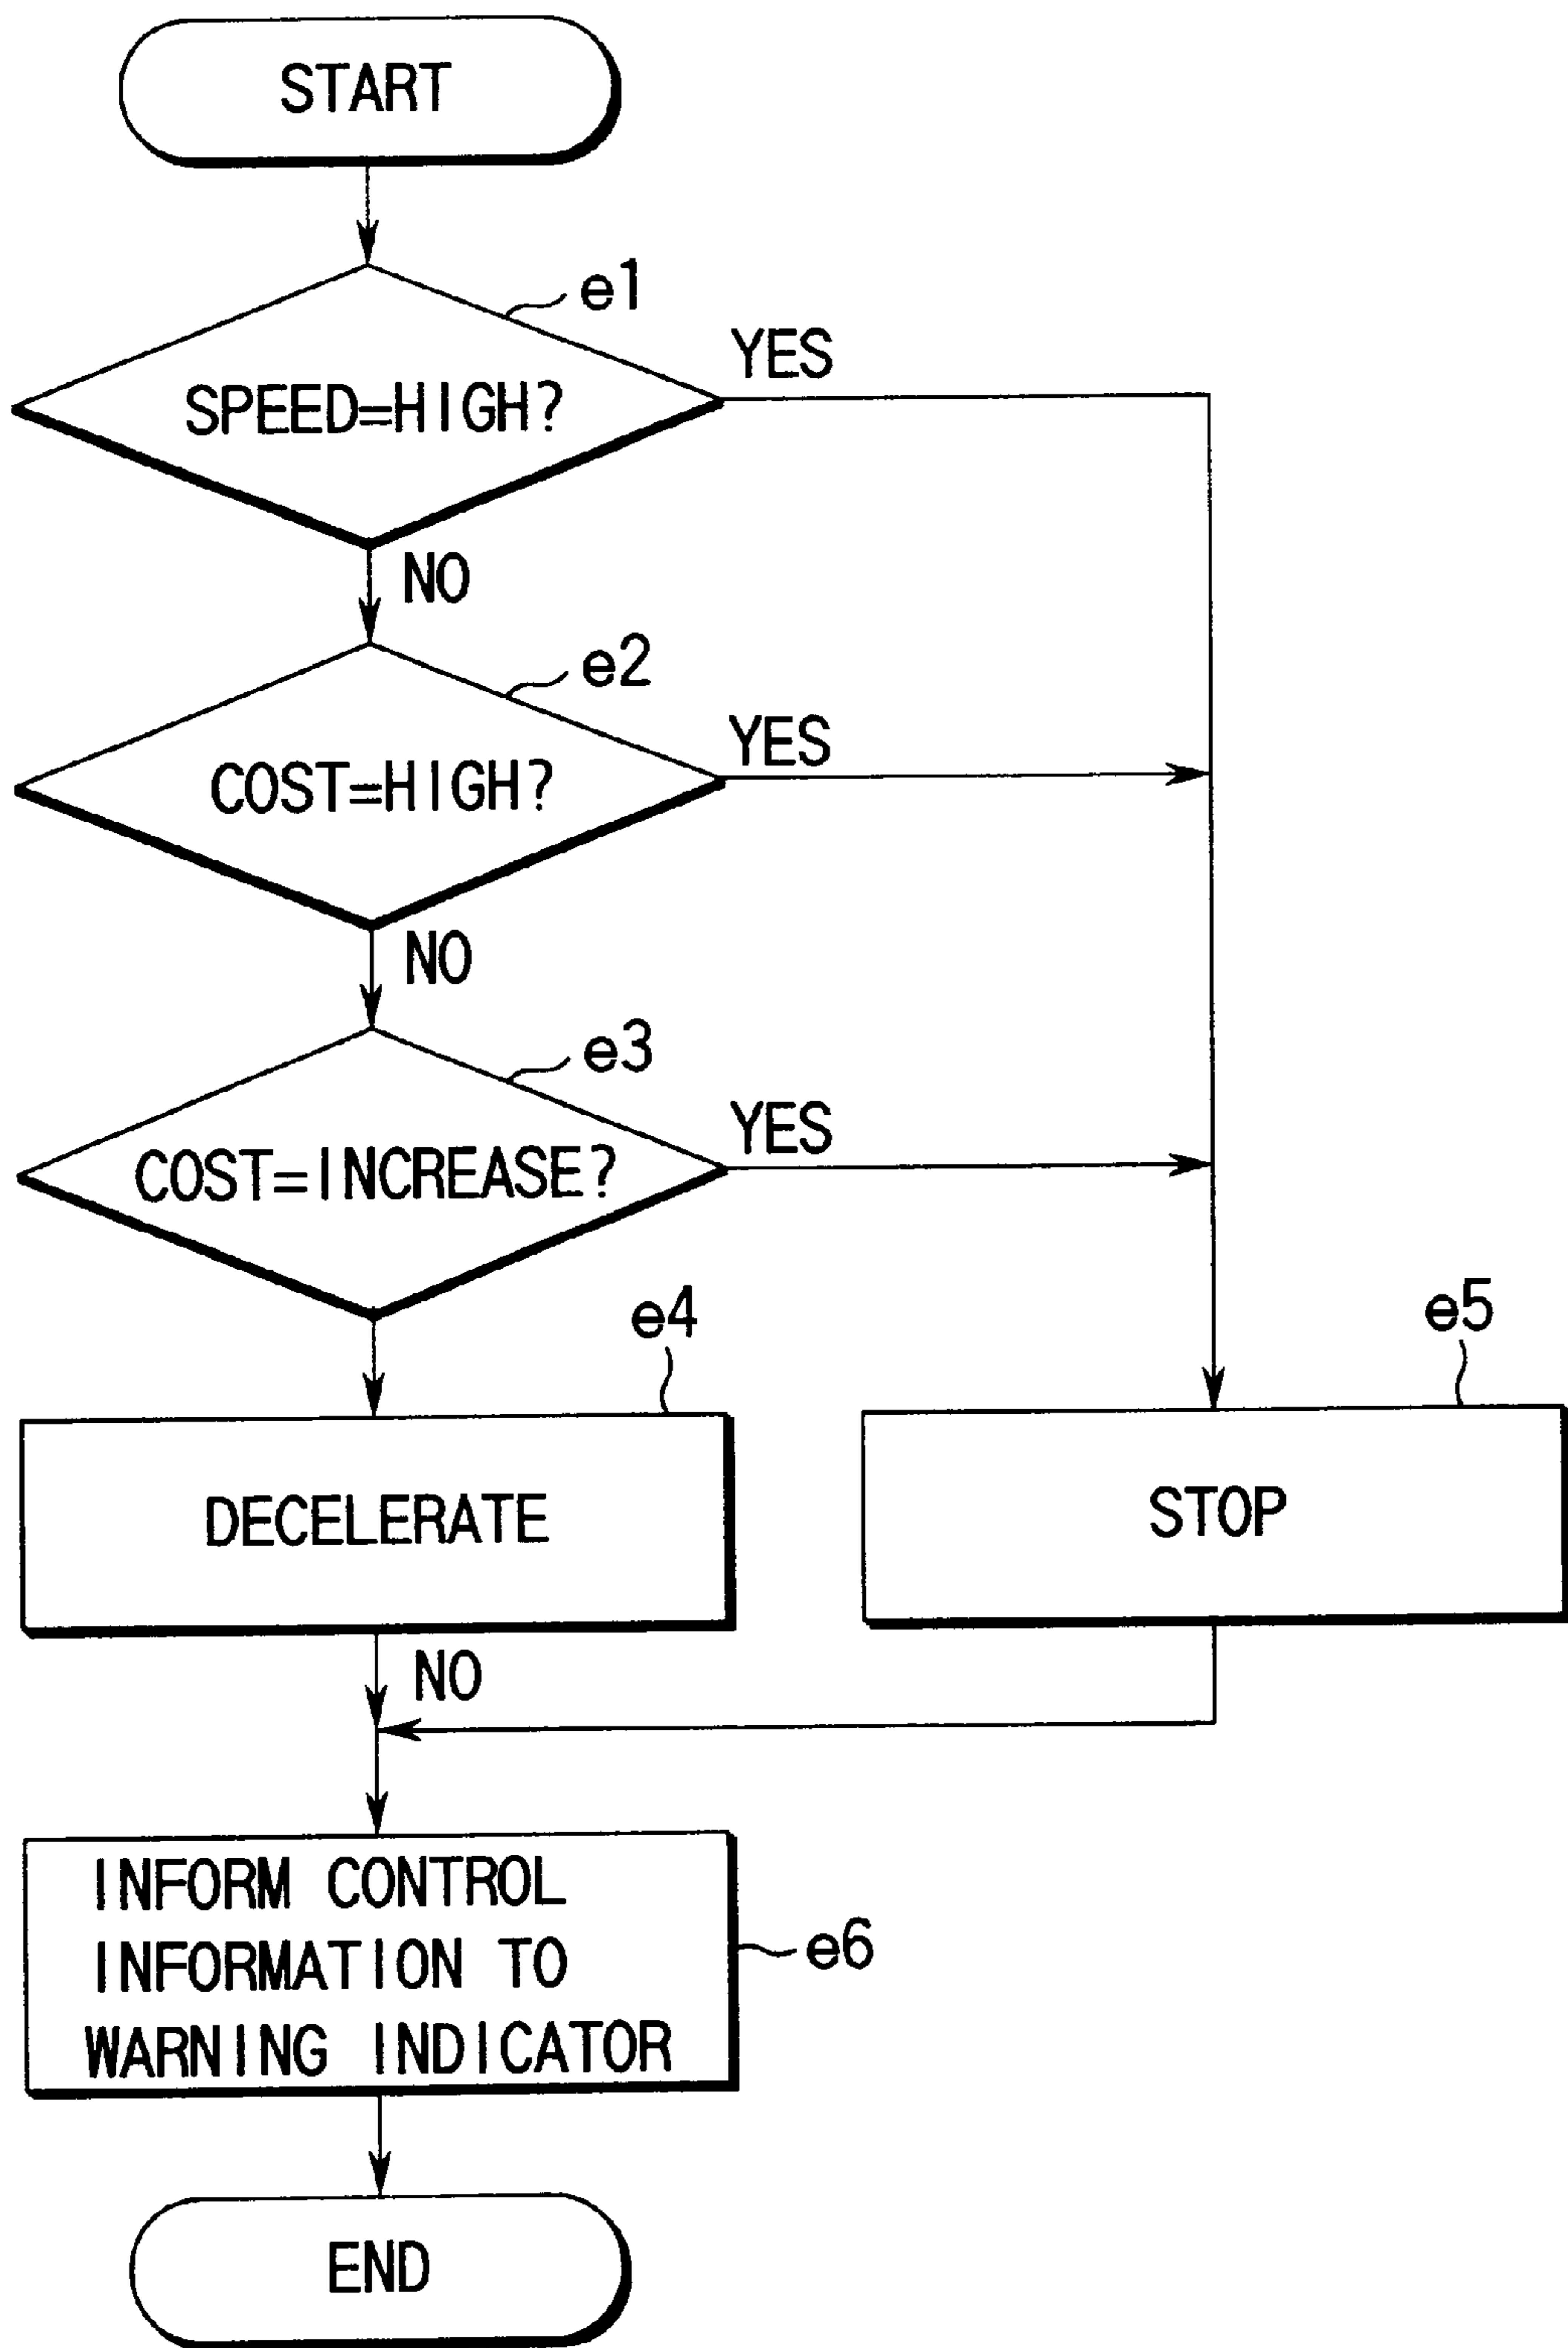 START
e1
YES
SPEED=HIGH?
NO
e2
YES
COST=HIGH?
NO
e3
YES
COST=INCREASE?
e4
e5
DECELERATE
STOP
NO
INFORM CONTROL
INFORMATION TO
WARNING INDICATOR
e6
END